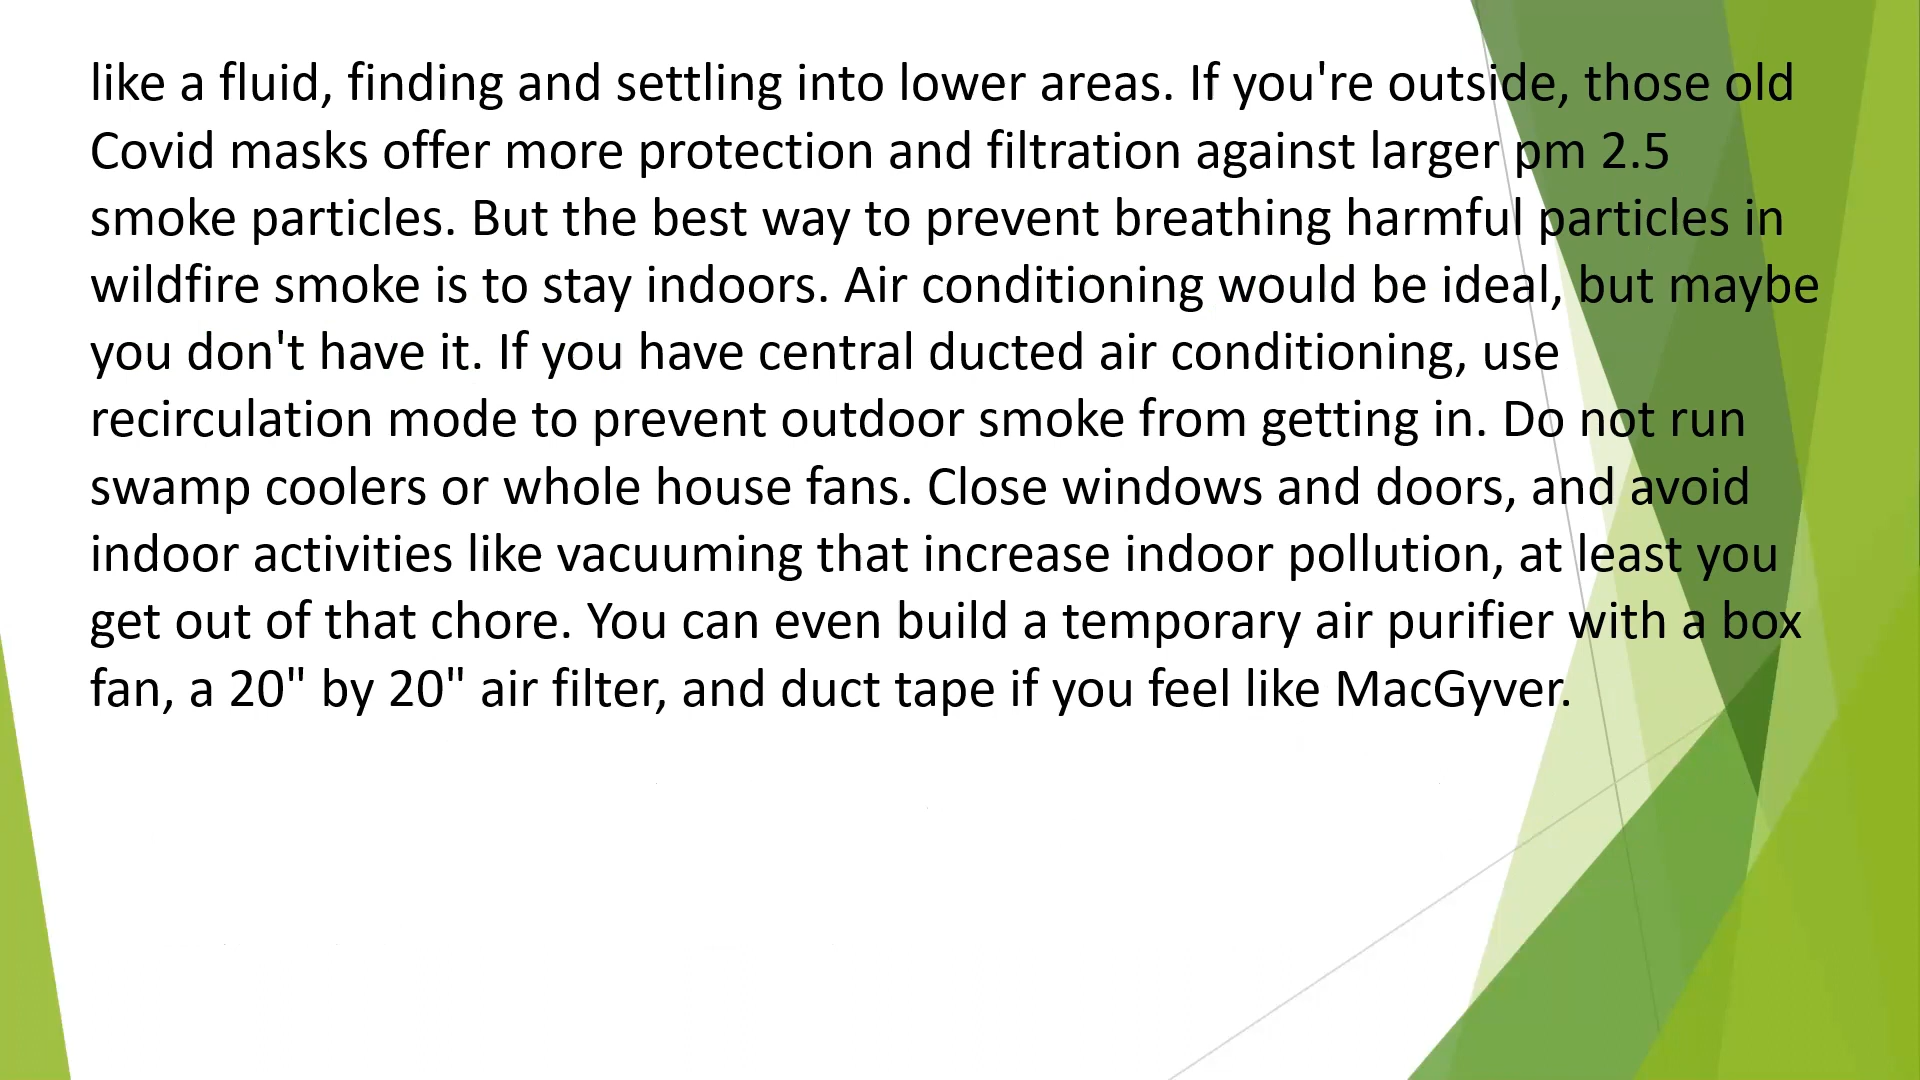 like a fluid, finding and settling into lower areas. If you're outside, those old
Covid masks offer more protection and filtration against larger pm 2.5
smoke particles. But the best way to prevent breathing harmful particles in
wildfire smoke is to stay indoors. Air conditioning would be ideal, but maybe
you don't have it. If you have central ducted air conditioning, use
recirculation mode to prevent outdoor smoke from getting in. Do not run
swamp coolers or whole house fans. Close windows and doors, and avoid
indoor activities like vacuuming that increase indoor pollution, at least you
get out of that chore. You can even build a temporary air purifier with a box
fan, a 20" by 20" air filter, and duct tape if you feel like MacGyver.